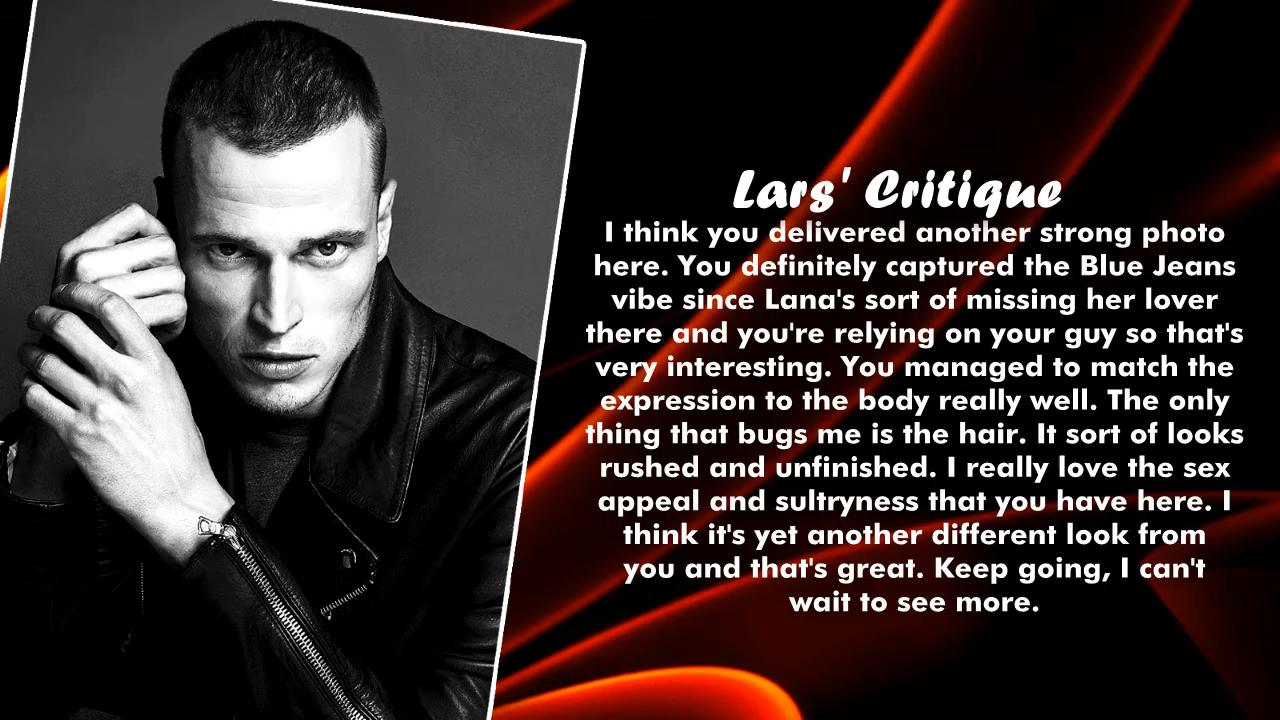 Lars' Critique
I think you delivered another strong photo
here. You definitely captured the Blue Jeans
vibe since Lana's sort of missing her lover
there and you're relying on your guy so that's
very interesting. You managed to match the
expression to the body really well. The only
thing that bugs me is the hair. It sort of looks
rushed and unfinished. I really love the sex
appeal and sultryness that you have here. I
think it's yet another different look from
you and that's great. Keep going, I can't
wait to see more.